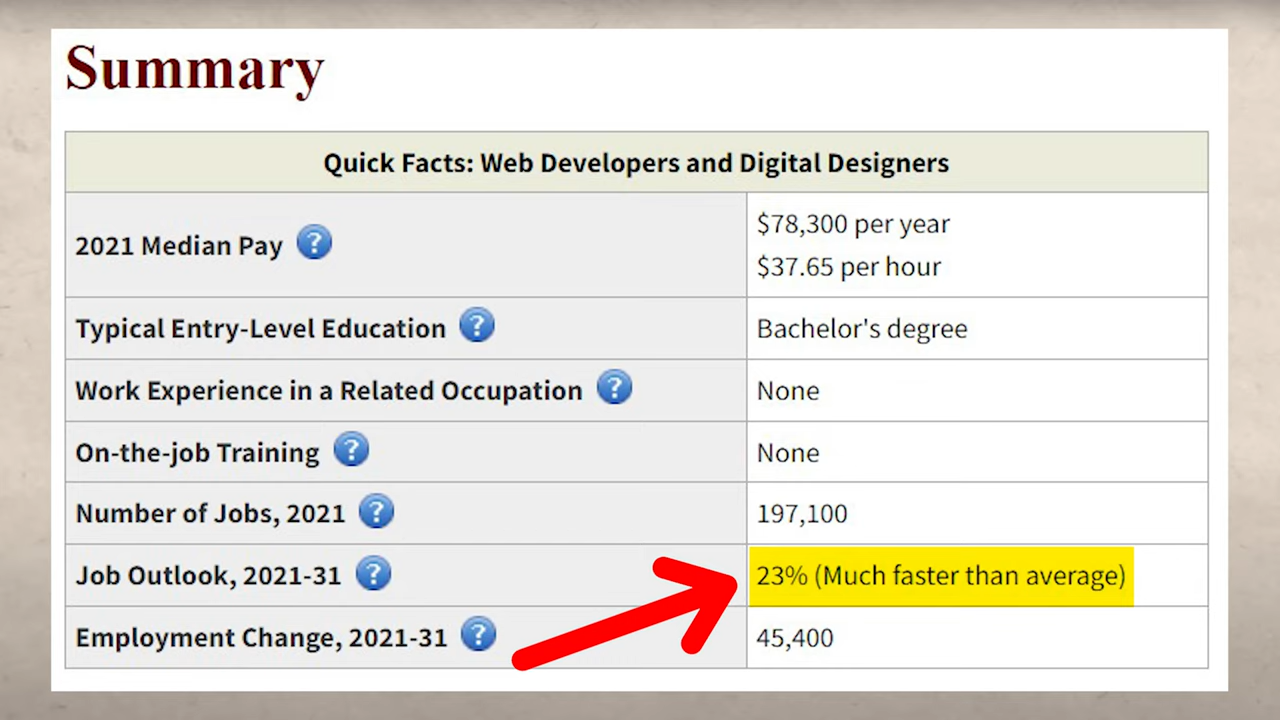 Summary
Quick Facts: Web Developers and Digital Designers
2021 Median Pay ?
$78,300 per year
$37.65 per hour
Typical Entry-Level Education ?
Bachelor's degree
Work Experience in a Related Occupation ?
None
On-the-job Training ?
None
Number of Jobs, 2021 ?
197,100
Job Outlook, 2021-31 ?
23% (Much faster than average)
Employment Change, 2021-31 ?
45,400